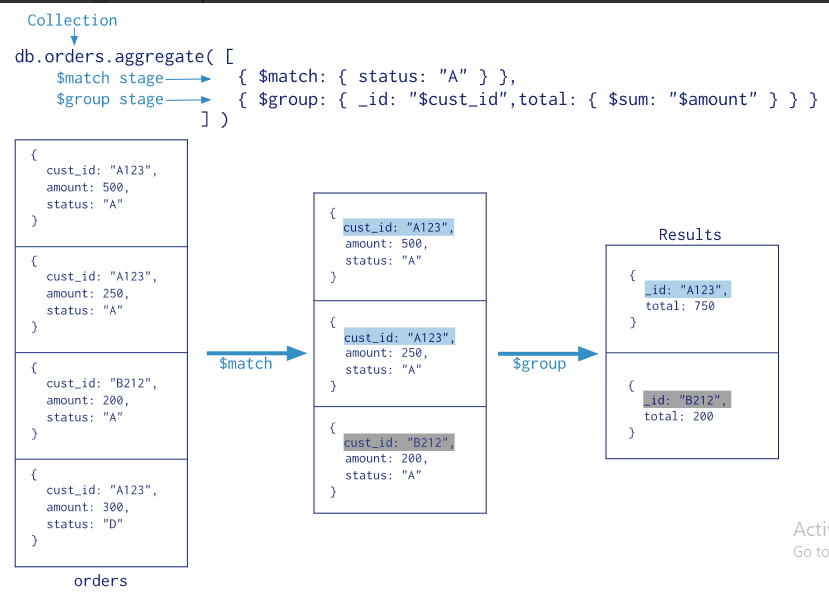 Collection
db.orders.aggregate( [
$match stage { $match: { status: "A" } },
$group stage { $group: { _id: "$cust_id",total: { $sum: "$amount" } } }
] )
{
cust_id: "A123",
amount: 500,
status: "A"
}
{
cust_id: "A123",
amount: 250,
status: "A"
}
{
cust_id: "B212",
amount: 200,
status: "A"
}
{
cust_id: "A123",
amount: 300,
status: "D"
}
orders
$match
{
cust_id: "A123",
amount: 500,
status: "A"
}
{
cust_id: "A123",
amount: 250,
status: "A"
}
{
cust_id: "B212",
amount: 200,
status: "A"
}
$group
Results
{
_id: "A123",
total: 750
}
{
_id: "B212",
total: 200
}
Activ
Go to